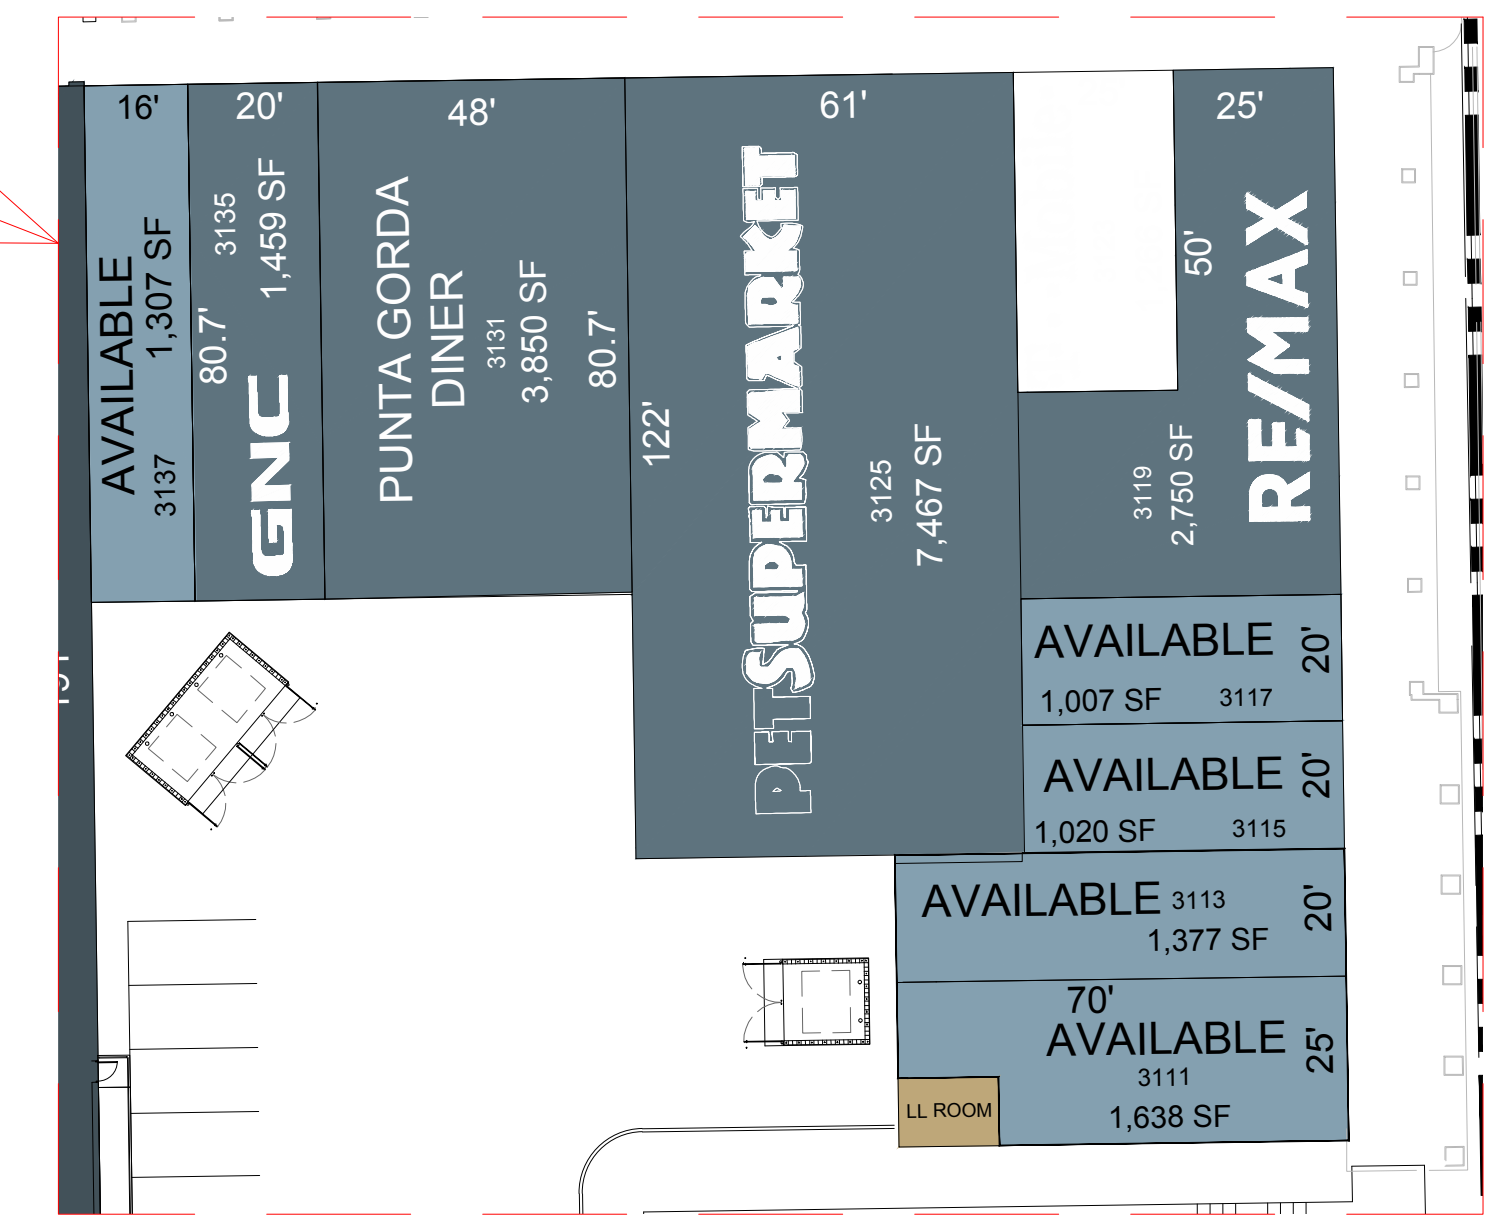 16'
AVAILABLE
1,307 SF
3137
20'
3135
1,459 SF
80.7'
GNC
48'
PUNTA GORDA
DINER
3131
3,850 SF
80.7'
61'
122'
PETSUPERMARKET
3125
7,467 SF
25'
50'
RE/MAX
3119
2,750 SF
AVAILABLE
20'
1,007 SF 3117
AVAILABLE
20'
1,020 SF 3115
AVAILABLE 3113
20'
1,377 SF
70'
AVAILABLE
25'
3111
1,638 SF
LL ROOM